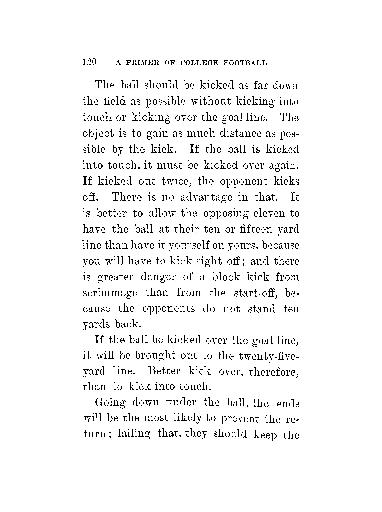 120 A PRIMER OF COLLEGE FOOTBALL
The ball should be kicked as far down
the field as possible without kicking into
touch or kicking over the goal line. The
object is to gain as much distance as pos-
sible by the kick. If the ball is kicked
into touch, it must be kicked over again.
If kicked out twice, the opponent kicks
off. There is no advantage in that. It
is better to allow the opposing eleven to
have the ball at their ten or fifteen yard
line than have it yourself on yours, because
you will have to kick right off; and there
is greater danger of a block kick from
scrimmage than from the start-off, be-
cause the opponents do not stand ten
yards back.
If the ball be kicked over the goal line,
it will be brought out to the twenty-five-
yard line. Better kick over, therefore,
than to kick into touch.
Going down under the ball, the ends
will be the most likely to prevent the re-
turn; failing that, they should keep the